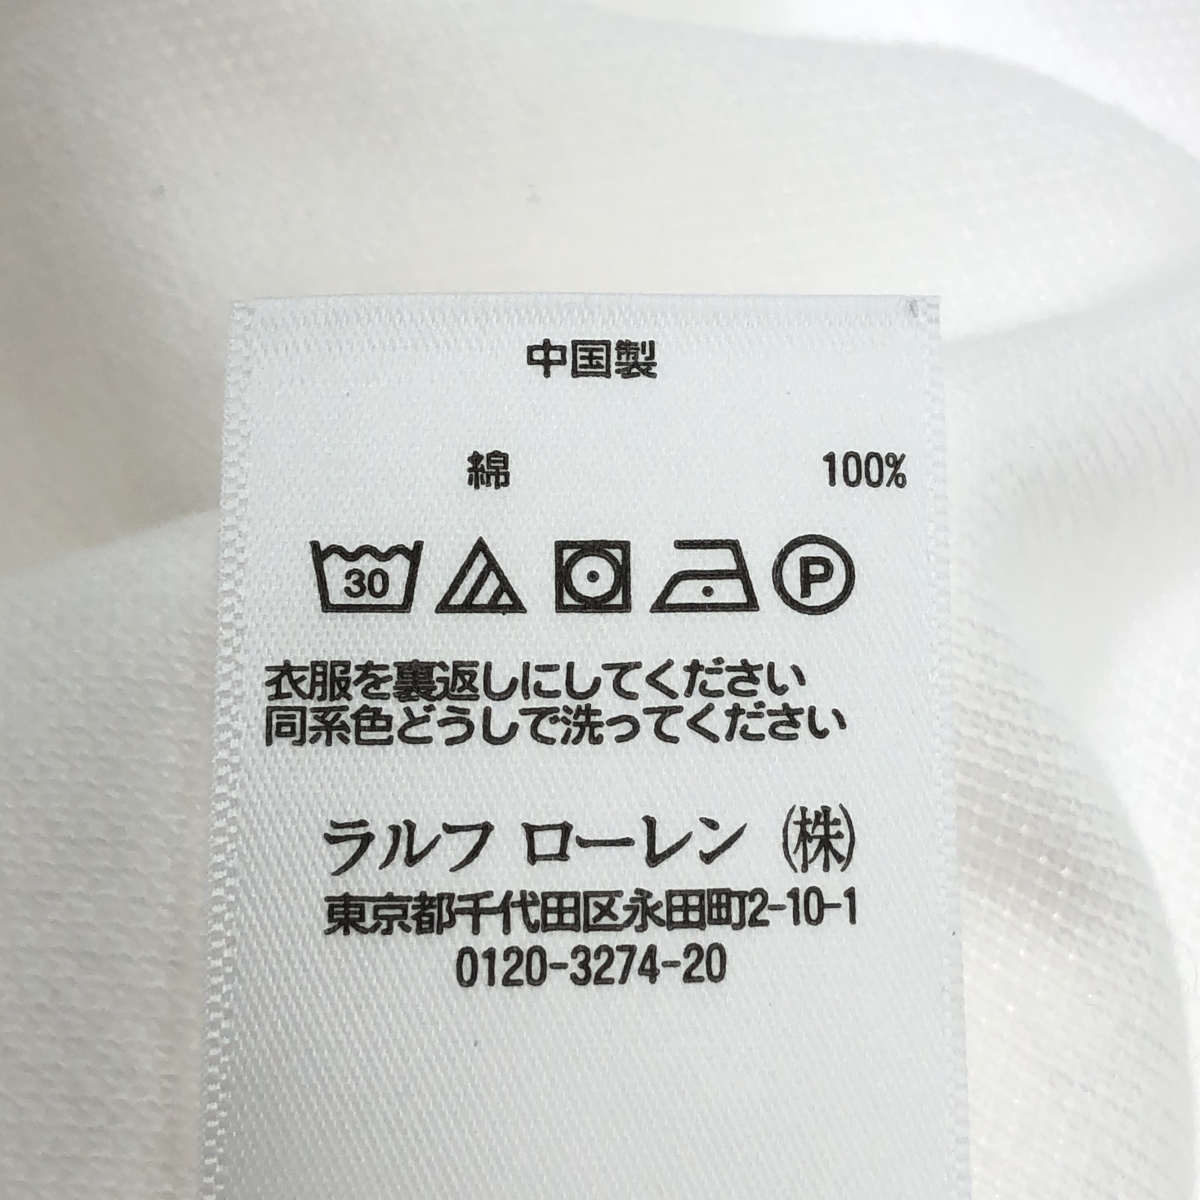 中国製
綿 100%
30 P
衣服を裏返しにしてください
同系色どうしで洗ってください
ラルフ ローレン (株)
東京都千代田区永田町2-10-1
0120-3274-20